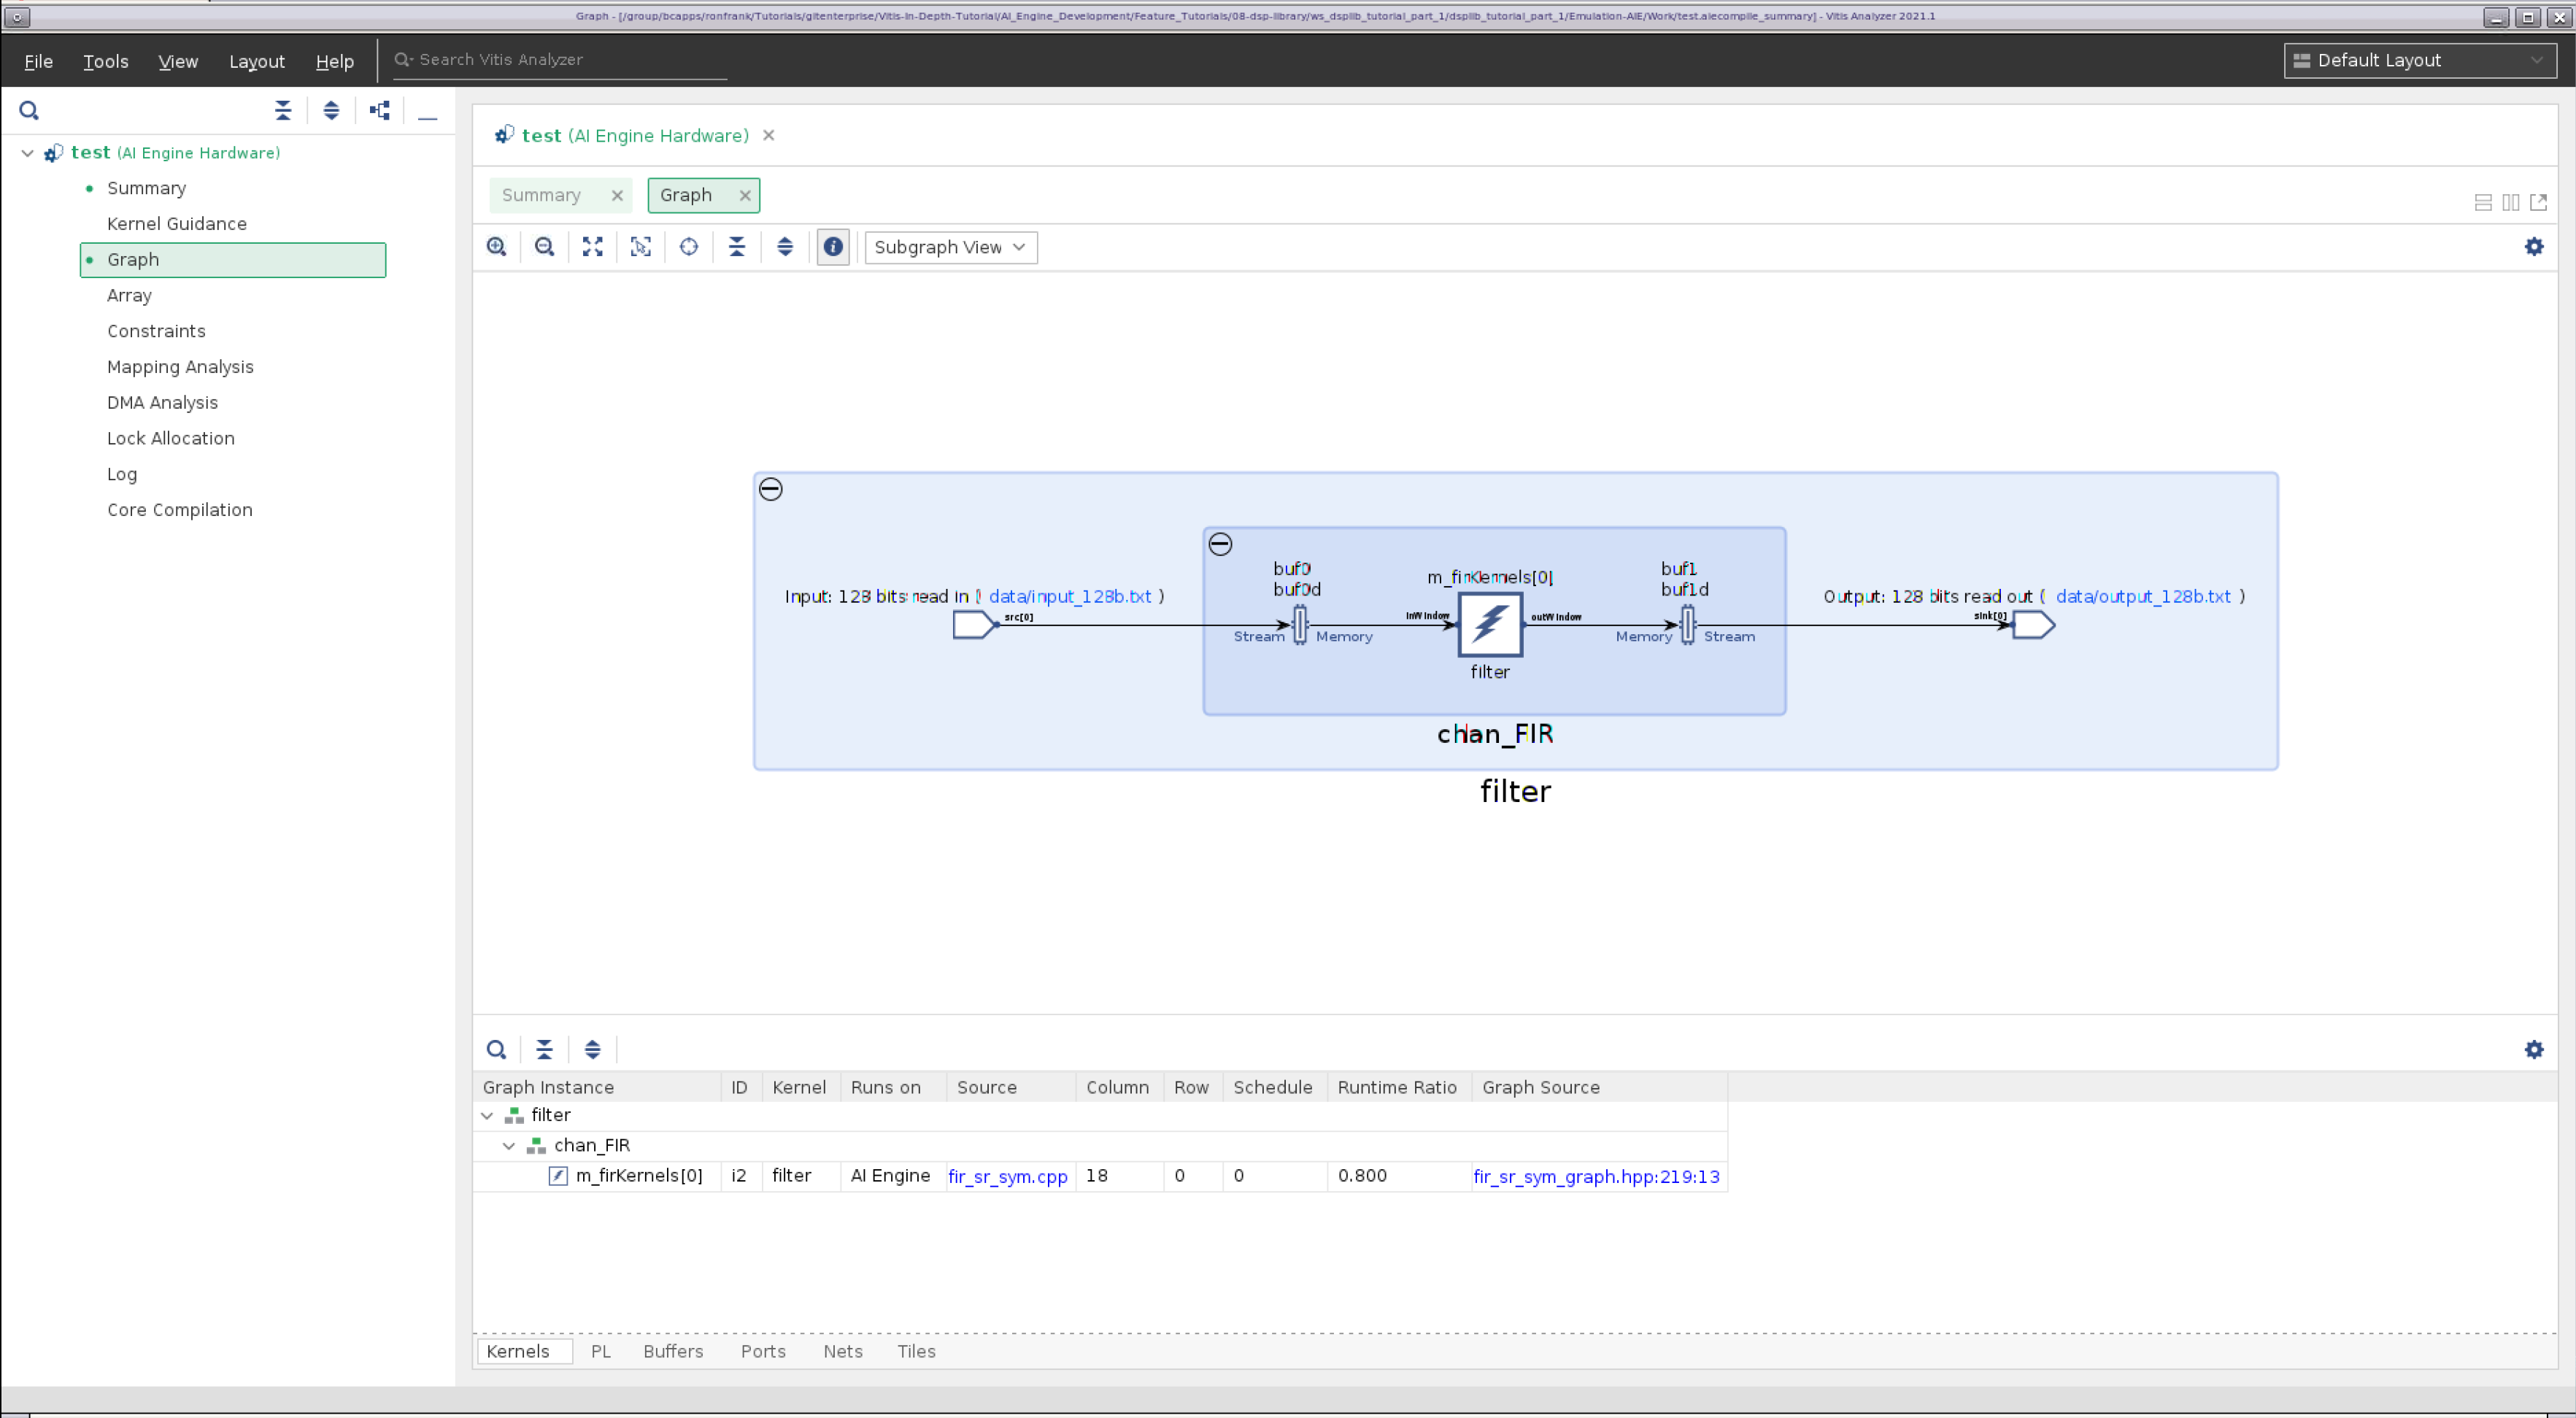 Graph - [/group/bcapps/ronfrank/Tutorials/gitenterprise/Vitis-In-Depth-Tutorial/AI_Engine_Development/Feature_Tutorials/08-dsp-library/ws_dsplib_tutorial_part_1/dsplib_tutorial_part_1/Emulation-AIE/Work/test.aiecompile_summary] - Vitis Analyzer 2021.1
File Tools View Layout Help Search Vitis Analyzer Default Layout
test (AI Engine Hardware)
Summary
Kernel Guidance
Graph
Array
Constraints
Mapping Analysis
DMA Analysis
Lock Allocation
Log
Core Compilation
test (AI Engine Hardware)
Summary Graph
Subgraph View
buf0
buf0d
m_firKernels[0]
buf1
buf1d
Input: 128 bits read in ( data/input_128b.txt )
Output: 128 bits read out ( data/output_128b.txt )
src[0]
inWindow
outWindow
sink[0]
Stream Memory
Memory Stream
filter
chan_FIR
filter
Graph Instance ID Kernel Runs on Source Column Row Schedule Runtime Ratio Graph Source
filter
chan_FIR
m_firKernels[0] i2 filter AI Engine fir_sr_sym.cpp 18 0 0 0.800 fir_sr_sym_graph.hpp:219:13
Kernels PL Buffers Ports Nets Tiles